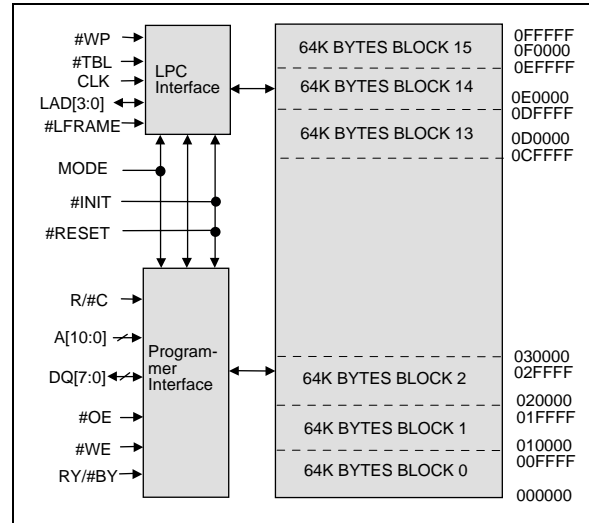 #WP
#TBL
CLK
LAD[3:0]
#LFRAME
MODE
#INIT
#RESET
R/#C
A[10:0]
DQ[7:0]
#OE
#WE
RY/#BY
LPC
Interface
Program-
mer
Interface
64K BYTES BLOCK 15
64K BYTES BLOCK 14
64K BYTES BLOCK 13
64K BYTES BLOCK 2
64K BYTES BLOCK 1
64K BYTES BLOCK 0
0FFFFF
0F0000
0EFFFF
0E0000
0DFFFF
0D0000
0CFFFF
030000
02FFFF
020000
01FFFF
010000
00FFFF
000000